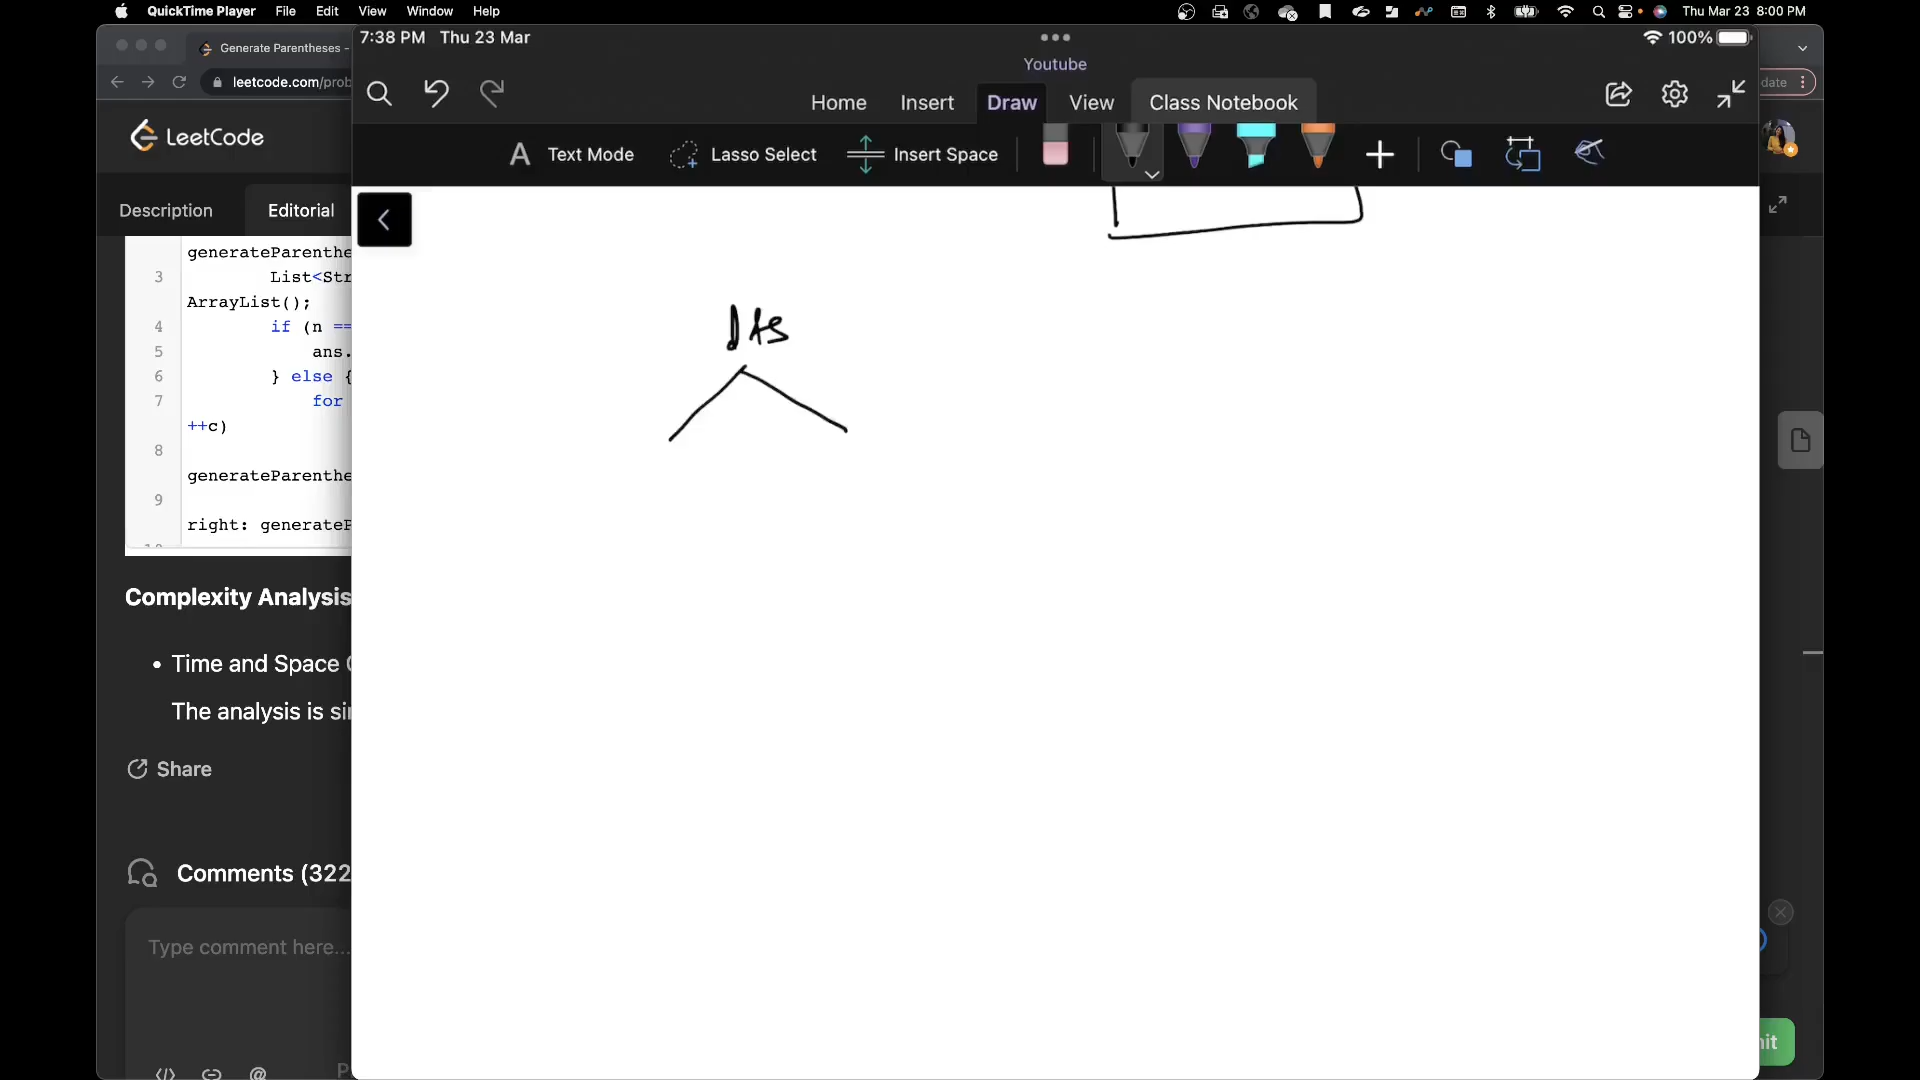 QuickTime Player File Edit View Window Help Thu Mar 23 8:00 PM
Generate Parentheses -
leetcode.com/prob
LeetCode
Description Editorial
generateParenthe
3 List<Str
ArrayList();
4 if (n ==
5 ans.
6 } else {
7 for
++c)
8
generateParenthe
9
right: generateP
Complexity Analysis
Time and Space
The analysis is
Share
Comments (322
Type comment here...
7:38 PM Thu 23 Mar 100%
Youtube
Home Insert Draw View Class Notebook
A Text Mode Lasso Select Insert Space
date